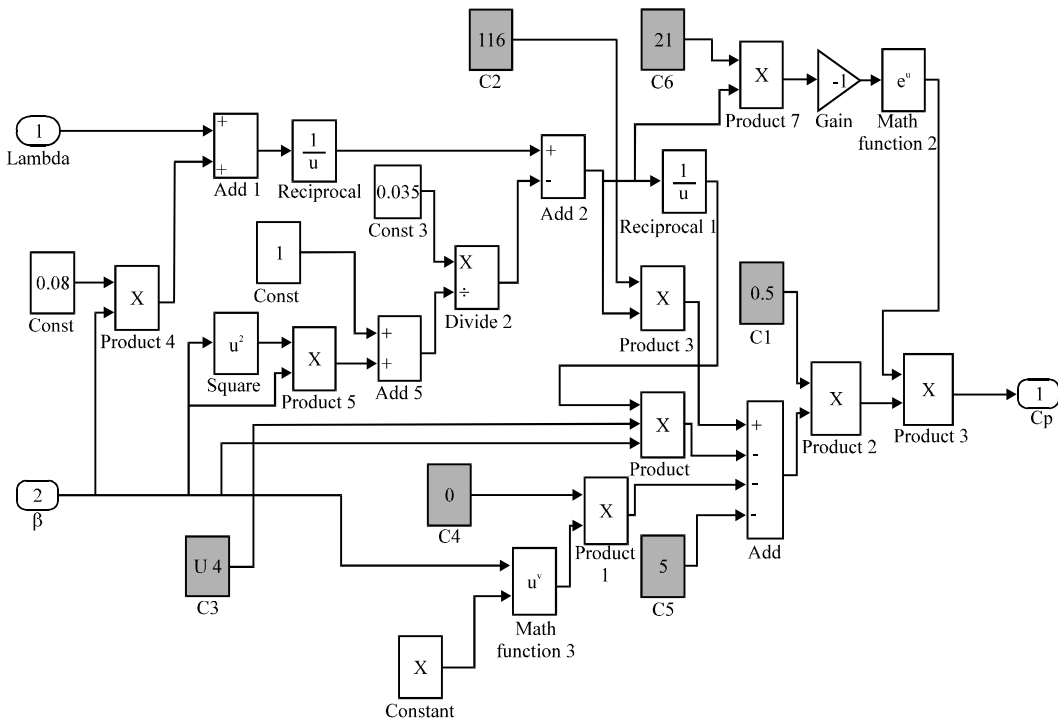 116
C2
21
C6
X
Product 7
-1
Gain
e^u
Math
function 2
1
Lambda
+
+
Add 1
1
u
Reciprocal
0.035
Const 3
+
-
Add 2
1
u
Reciprocal 1
0.08
Const
X
Product 4
1
Const
X
÷
Divide 2
u²
Square
X
Product 5
+
+
Add 5
X
Product 3
0.5
C1
X
Product 2
X
Product 3
1
Cp
X
Product
+
-
-
-
Add
2
β
U 4
C3
0
C4
X
Product
1
5
C5
u^v
Math
function 3
X
Constant